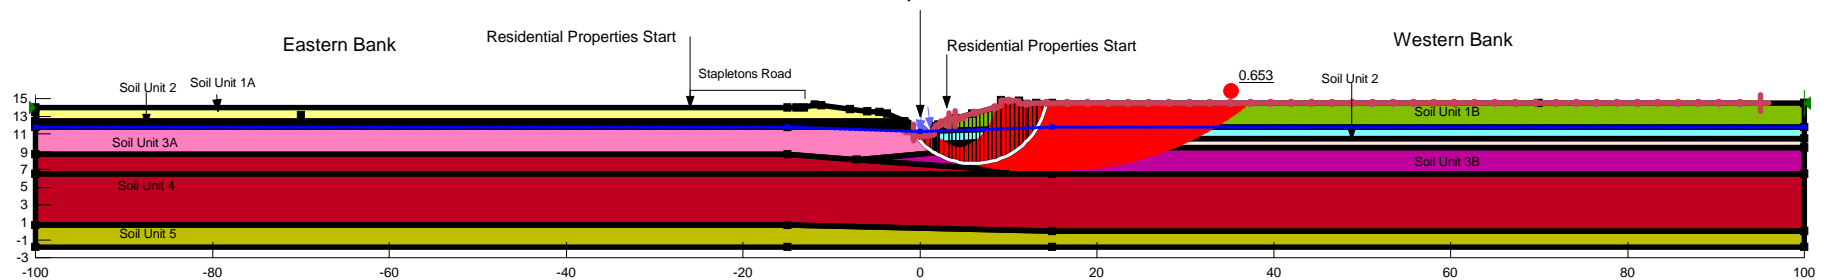 Eastern Bank
Residential Properties Start
Residential Properties Start
Western Bank
Stapletons Road
Soil Unit 2
Soil Unit 1A
0.653
Soil Unit 2
Soil Unit 1B
Soil Unit 3A
Soil Unit 3B
Soil Unit 4
Soil Unit 5
15
13
11
9
7
5
3
1
-1
-3
-100
-80
-60
-40
-20
0
20
40
60
80
100